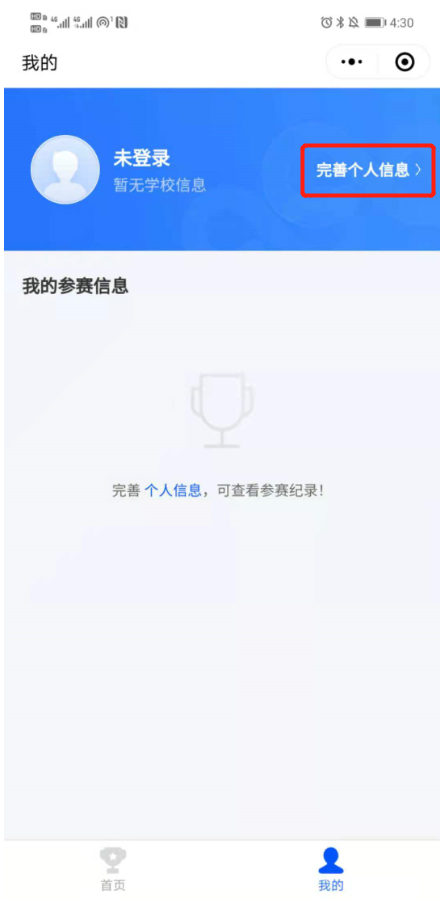 4:30
我的
未登录
完善个人信息
暂无学校信息
我的参赛信息
完善 个人信息，可查看参赛纪录！
首页
我的